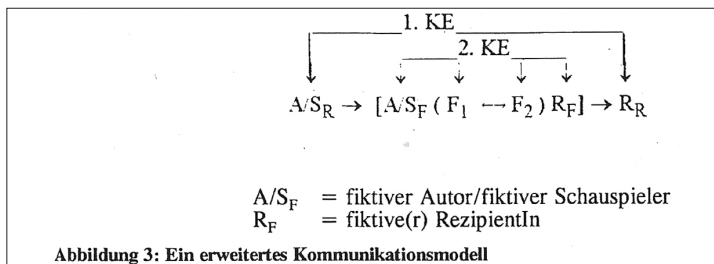 1. KE
2. KE
A/S_R → [A/S_F ( F_1 ←→ F_2 ) R_F] → R_R
A/S_F = fiktiver Autor/fiktiver Schauspieler
R_F = fiktive(r) RezipientIn
Abbildung 3: Ein erweitertes Kommunikationsmodell